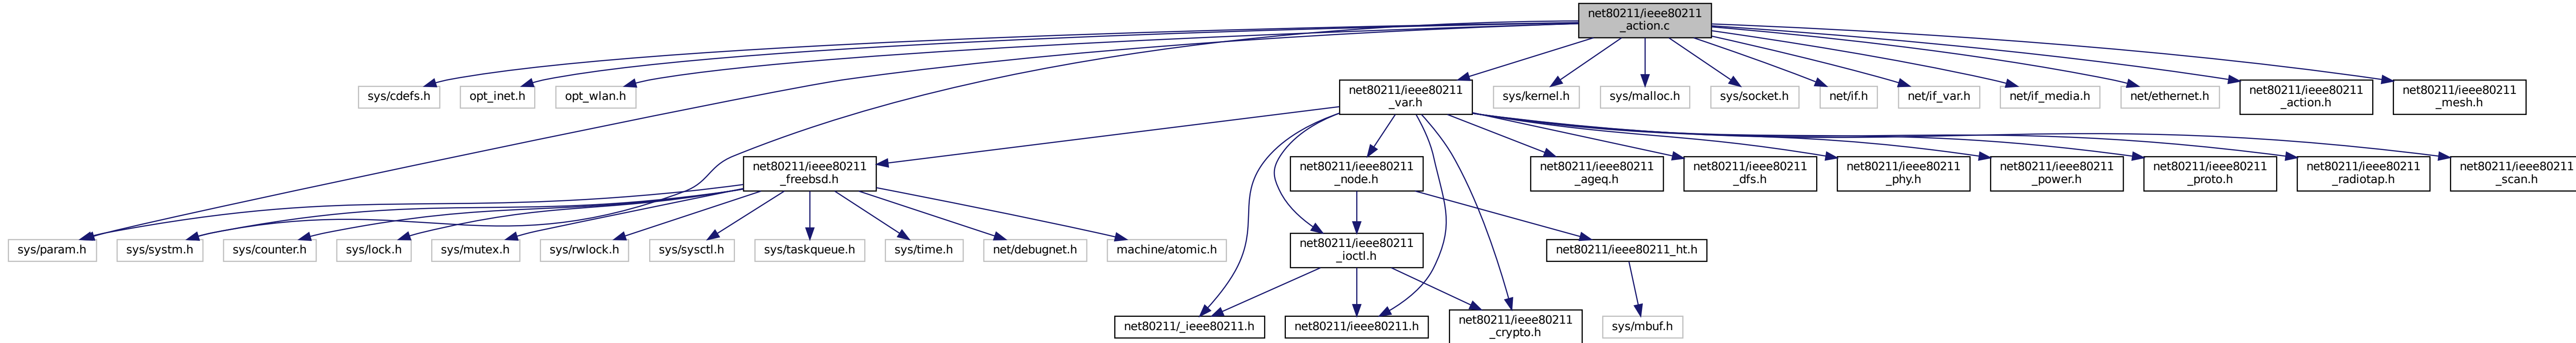 net80211/ieee80211
_action.c
sys/cdefs.h
opt_inet.h
opt_wlan.h
net80211/ieee80211
_var.h
sys/kernel.h
sys/malloc.h
sys/socket.h
net/if.h
net/if_var.h
net/if_media.h
net/ethernet.h
net80211/ieee80211
_action.h
net80211/ieee80211
_mesh.h
net80211/ieee80211
_freebsd.h
net80211/ieee80211
_node.h
net80211/ieee80211
_ageq.h
net80211/ieee80211
_dfs.h
net80211/ieee80211
_phy.h
net80211/ieee80211
_power.h
net80211/ieee80211
_proto.h
net80211/ieee80211
_radiotap.h
net80211/ieee80211
_scan.h
sys/param.h
sys/systm.h
sys/counter.h
sys/lock.h
sys/mutex.h
sys/rwlock.h
sys/sysctl.h
sys/taskqueue.h
sys/time.h
net/debugnet.h
machine/atomic.h
net80211/ieee80211
_ioctl.h
net80211/ieee80211_ht.h
net80211/_ieee80211.h
net80211/ieee80211.h
net80211/ieee80211
_crypto.h
sys/mbuf.h